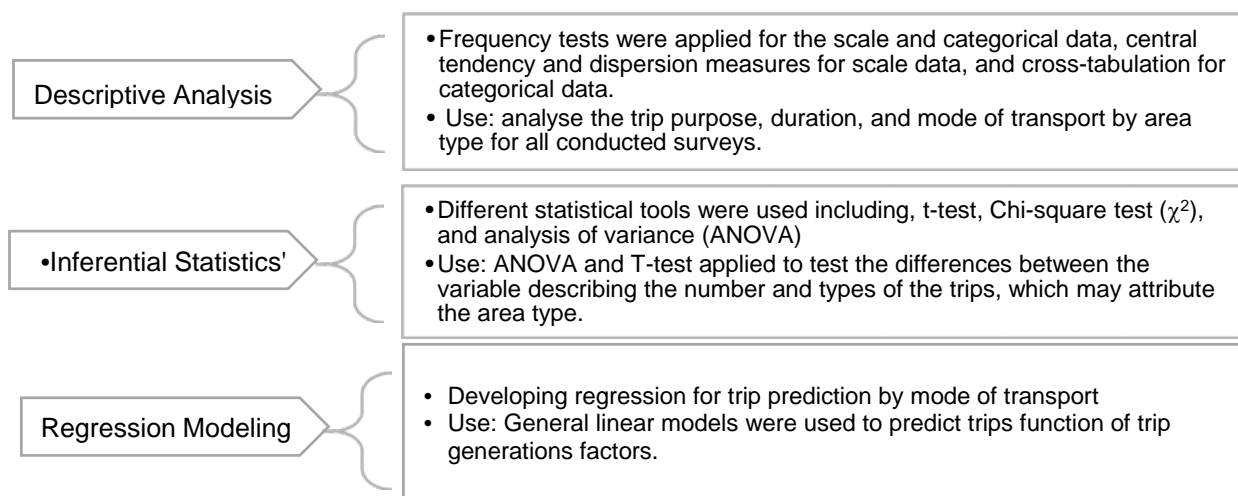 Descriptive Analysis
•Frequency tests were applied for the scale and categorical data, central
tendency and dispersion measures for scale data, and cross-tabulation for
categorical data.
• Use: analyse the trip purpose, duration, and mode of transport by area
type for all conducted surveys.
•Inferential Statistics'
•Different statistical tools were used including, t-test, Chi-square test (χ²),
and analysis of variance (ANOVA)
•Use: ANOVA and T-test applied to test the differences between the
variable describing the number and types of the trips, which may attribute
the area type.
Regression Modeling
• Developing regression for trip prediction by mode of transport
• Use: General linear models were used to predict trips function of trip
generations factors.